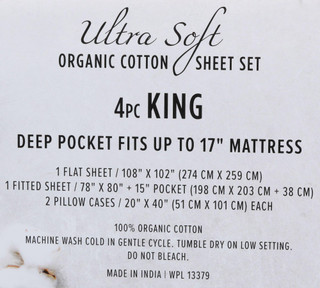 Ultra Soft
ORGANIC COTTON SHEET SET
4PC KING
DEEP POCKET FITS UP TO 17" MATTRESS
1 FLAT SHEET / 108" X 102" (274 CM X 259 CM)
1 FITTED SHEET / 78" X 80" + 15" POCKET (198 CM X 203 CM + 38 CM)
2 PILLOW CASES / 20" X 40" (51 CM X 101 CM) EACH
100% ORGANIC COTTON
MACHINE WASH COLD IN GENTLE CYCLE. TUMBLE DRY ON LOW SETTING.
DO NOT BLEACH.
MADE IN INDIA | WPL 13379